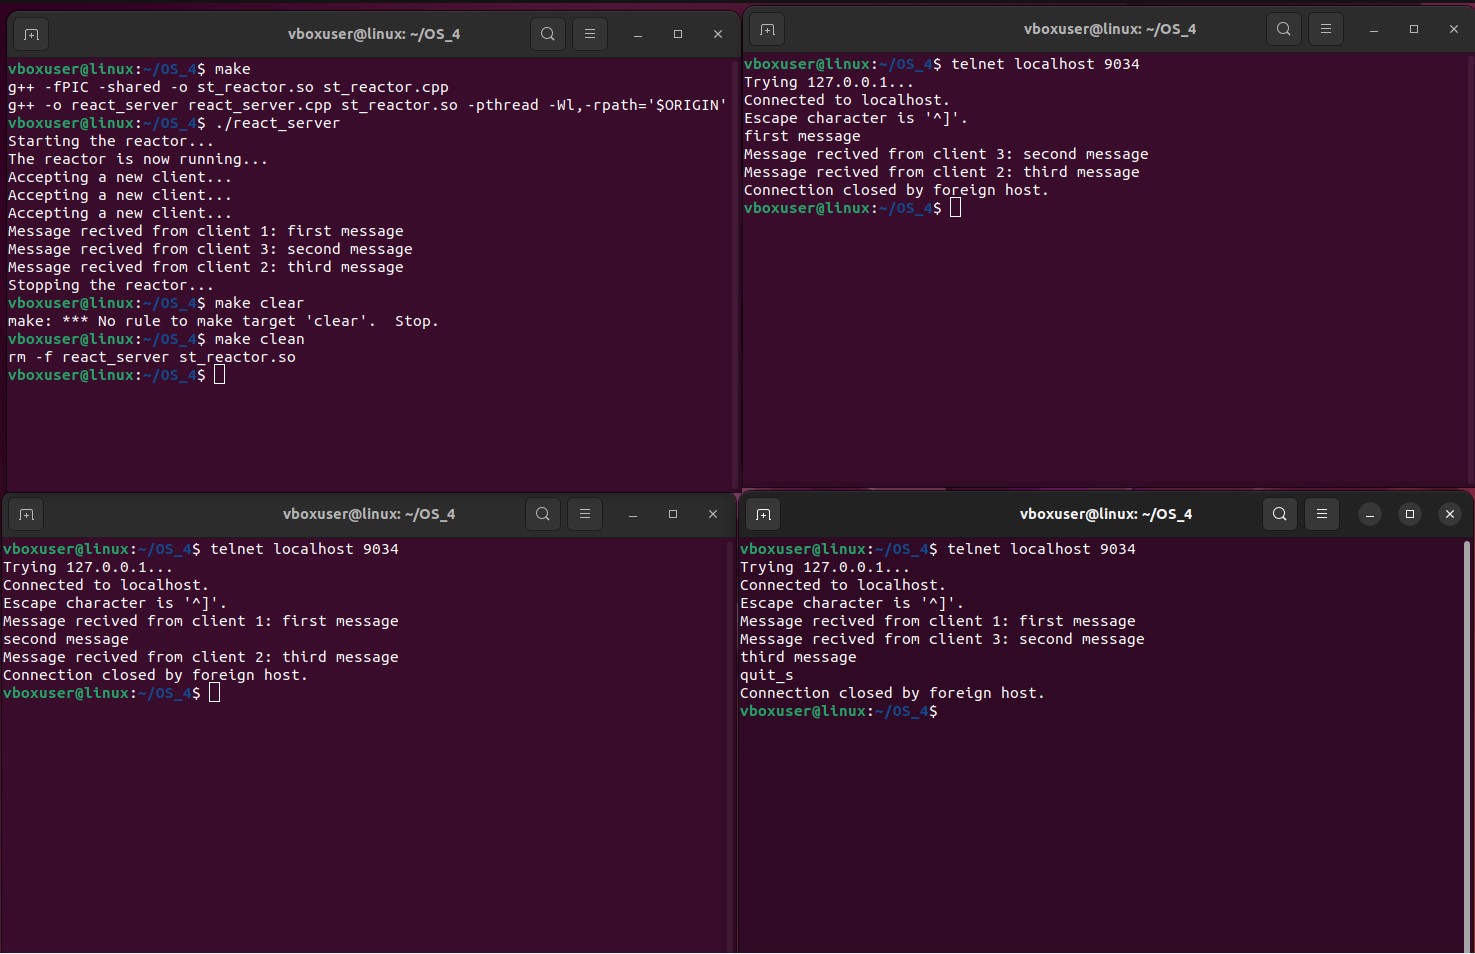 vboxuser@linux: ~/OS_4
vboxuser@linux:~/OS_4$ make
g++ -fPIC -shared -o st_reactor.so st_reactor.cpp
g++ -o react_server react_server.cpp st_reactor.so -pthread -Wl,-rpath='$ORIGIN'
vboxuser@linux:~/OS_4$ ./react_server
Starting the reactor...
The reactor is now running...
Accepting a new client...
Accepting a new client...
Accepting a new client...
Message recived from client 1: first message
Message recived from client 3: second message
Message recived from client 2: third message
Stopping the reactor...
vboxuser@linux:~/OS_4$ make clear
make: *** No rule to make target 'clear'.  Stop.
vboxuser@linux:~/OS_4$ make clean
rm -f react_server st_reactor.so
vboxuser@linux:~/OS_4$
vboxuser@linux: ~/OS_4
vboxuser@linux:~/OS_4$ telnet localhost 9034
Trying 127.0.0.1...
Connected to localhost.
Escape character is '^]'.
first message
Message recived from client 3: second message
Message recived from client 2: third message
Connection closed by foreign host.
vboxuser@linux:~/OS_4$
vboxuser@linux: ~/OS_4
vboxuser@linux:~/OS_4$ telnet localhost 9034
Trying 127.0.0.1...
Connected to localhost.
Escape character is '^]'.
Message recived from client 1: first message
second message
Message recived from client 2: third message
Connection closed by foreign host.
vboxuser@linux:~/OS_4$
vboxuser@linux: ~/OS_4
vboxuser@linux:~/OS_4$ telnet localhost 9034
Trying 127.0.0.1...
Connected to localhost.
Escape character is '^]'.
Message recived from client 1: first message
Message recived from client 3: second message
third message
quit_s
Connection closed by foreign host.
vboxuser@linux:~/OS_4$